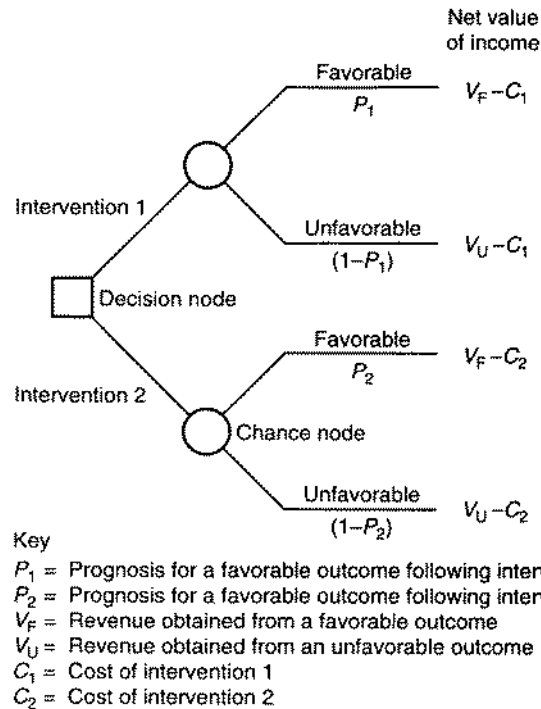 Net value
of income
Favorable
P₁
V_F–C₁
Intervention 1
Unfavorable
(1–P₁)
V_U–C₁
Decision node
Favorable
P₂
V_F–C₂
Intervention 2
Chance node
Unfavorable
(1–P₂)
V_U–C₂
Key
P₁ = Prognosis for a favorable outcome following
P₂ = Prognosis for a favorable outcome following
V_F = Revenue obtained from a favorable outcome
V_U = Revenue obtained from an unfavorable outcome
C₁ = Cost of intervention 1
C₂ = Cost of intervention 2